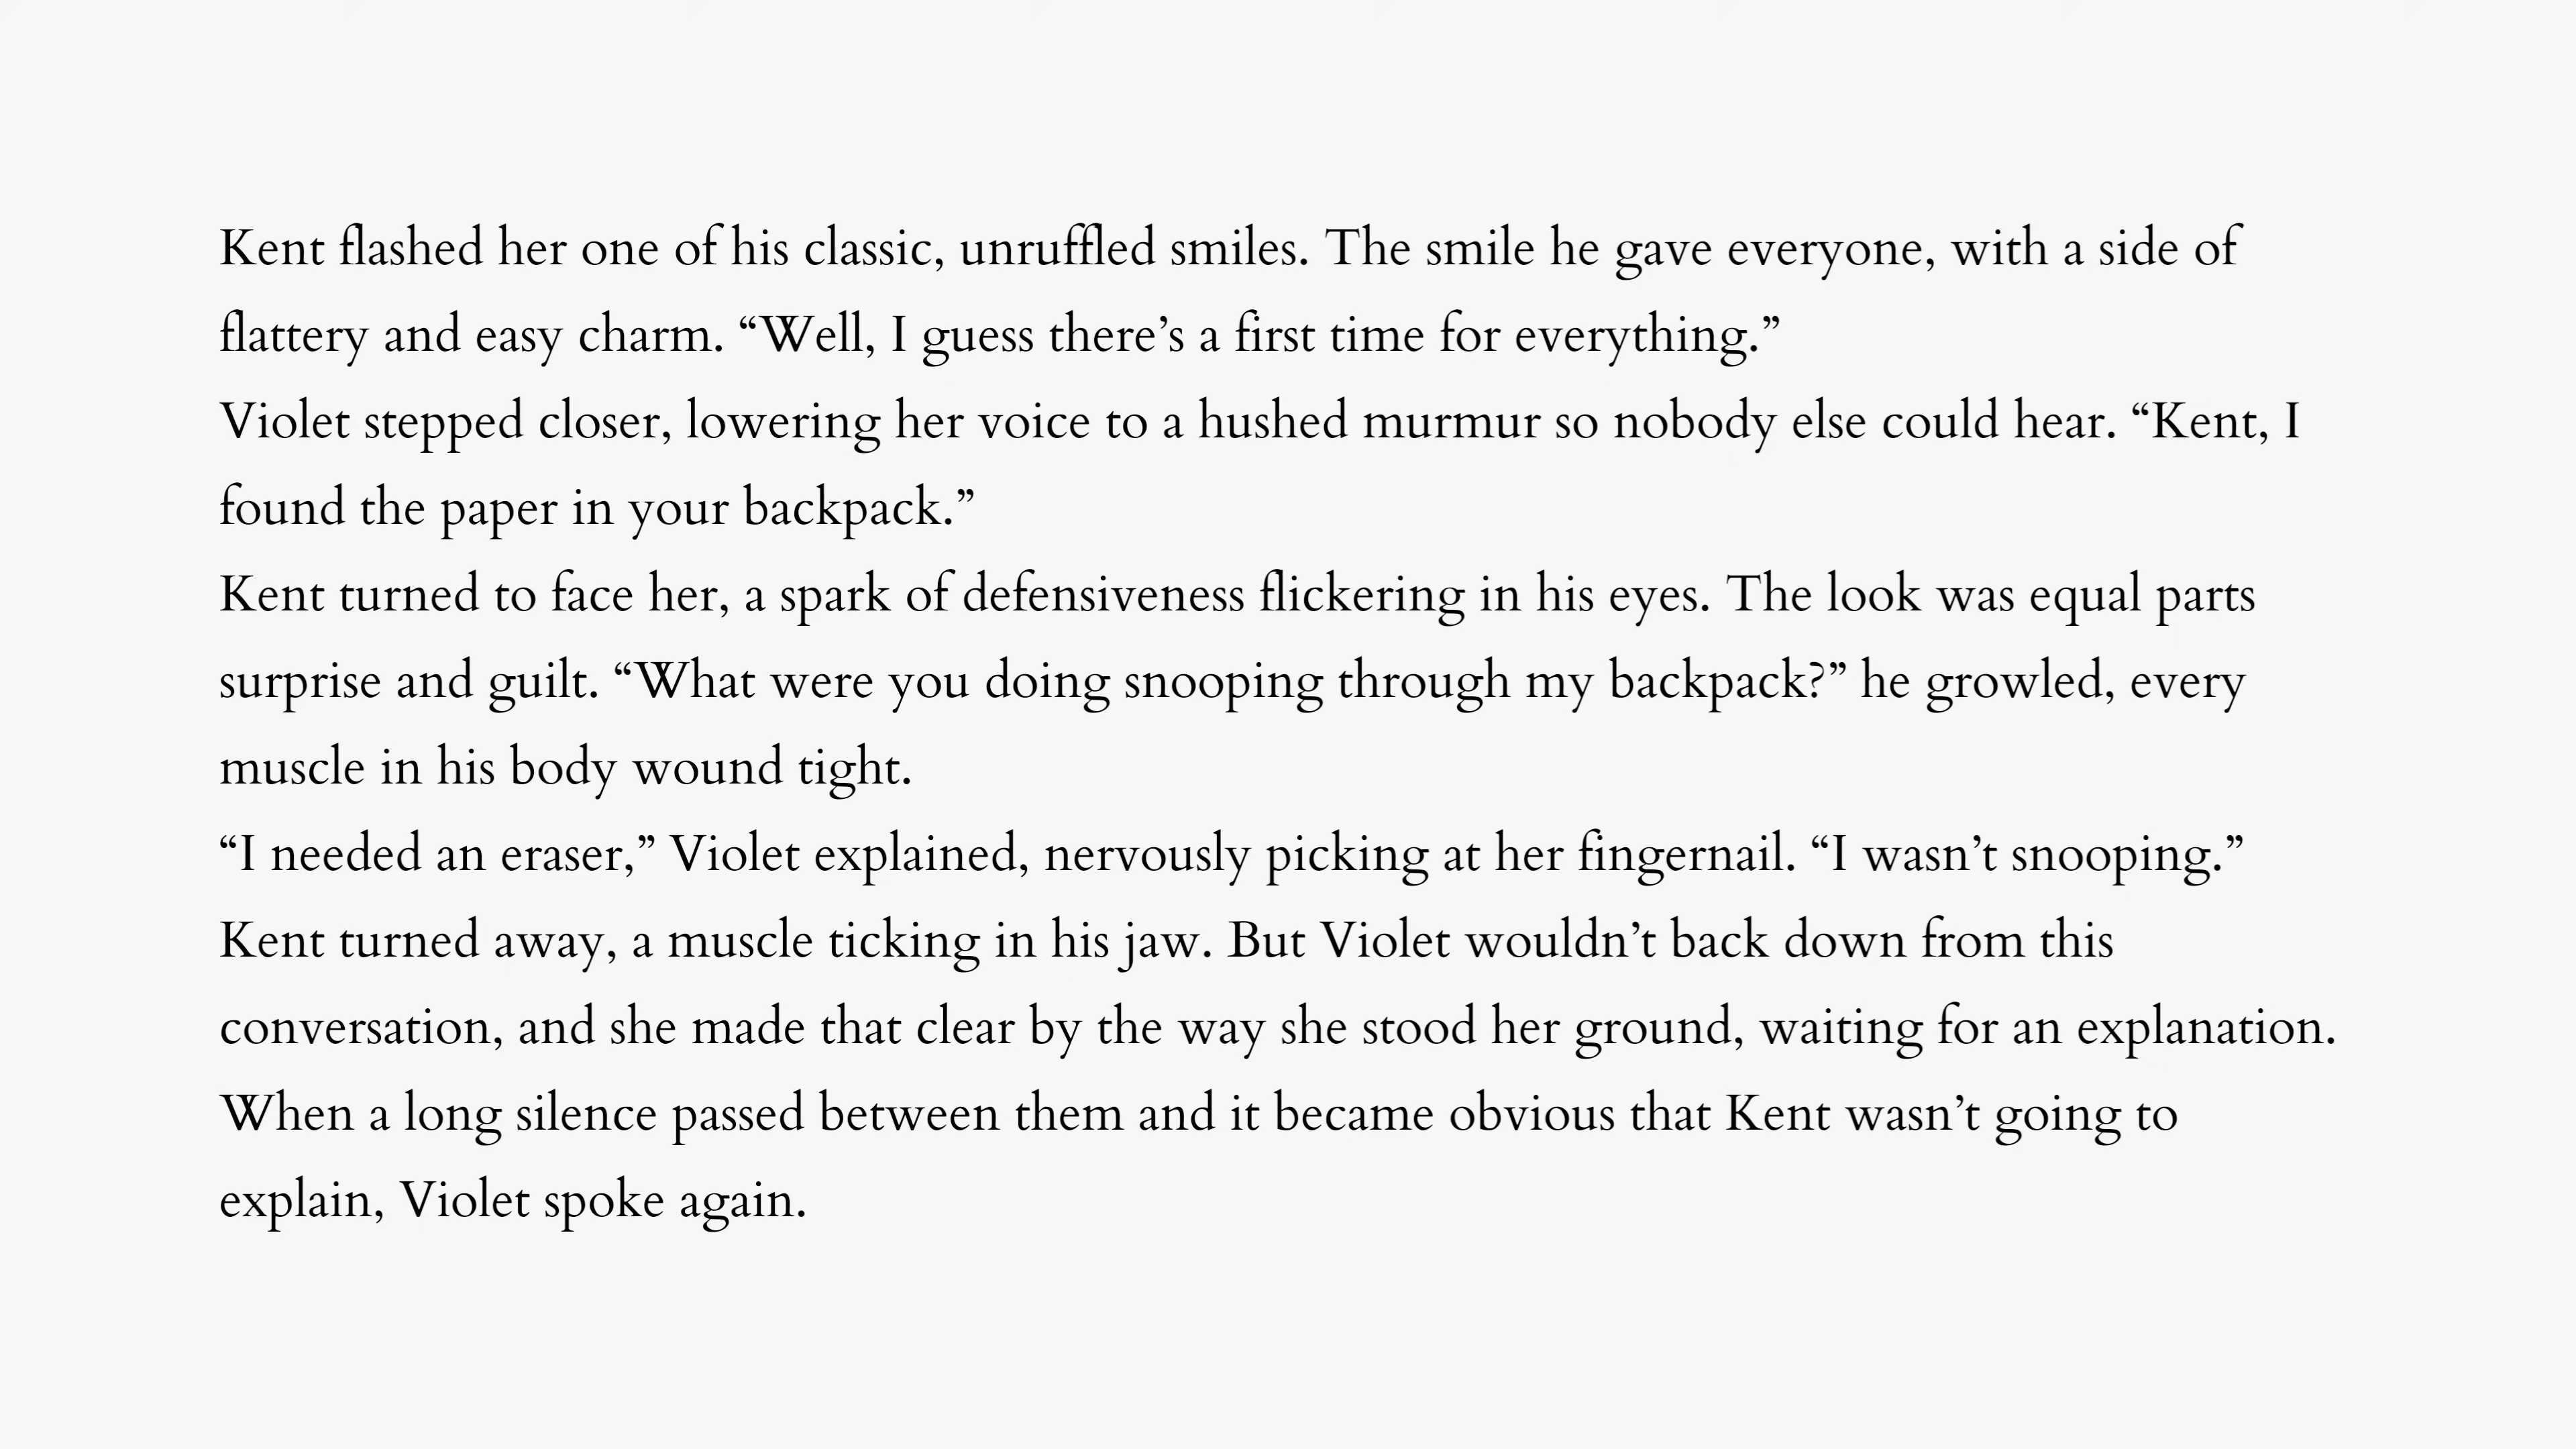 Kent flashed her one of his classic, unruffled smiles. The smile he gave everyone, with a side of
flattery and easy charm. “Well, I guess there’s a first time for everything.”
Violet stepped closer, lowering her voice to a hushed murmur so nobody else could hear. “Kent, I
found the paper in your backpack.”
Kent turned to face her, a spark of defensiveness flickering in his eyes. The look was equal parts
surprise and guilt. “What were you doing snooping through my backpack?” he growled, every
muscle in his body wound tight.
“I needed an eraser,” Violet explained, nervously picking at her fingernail. “I wasn’t snooping.”
Kent turned away, a muscle ticking in his jaw. But Violet wouldn’t back down from this
conversation, and she made that clear by the way she stood her ground, waiting for an explanation.
When a long silence passed between them and it became obvious that Kent wasn’t going to
explain, Violet spoke again.